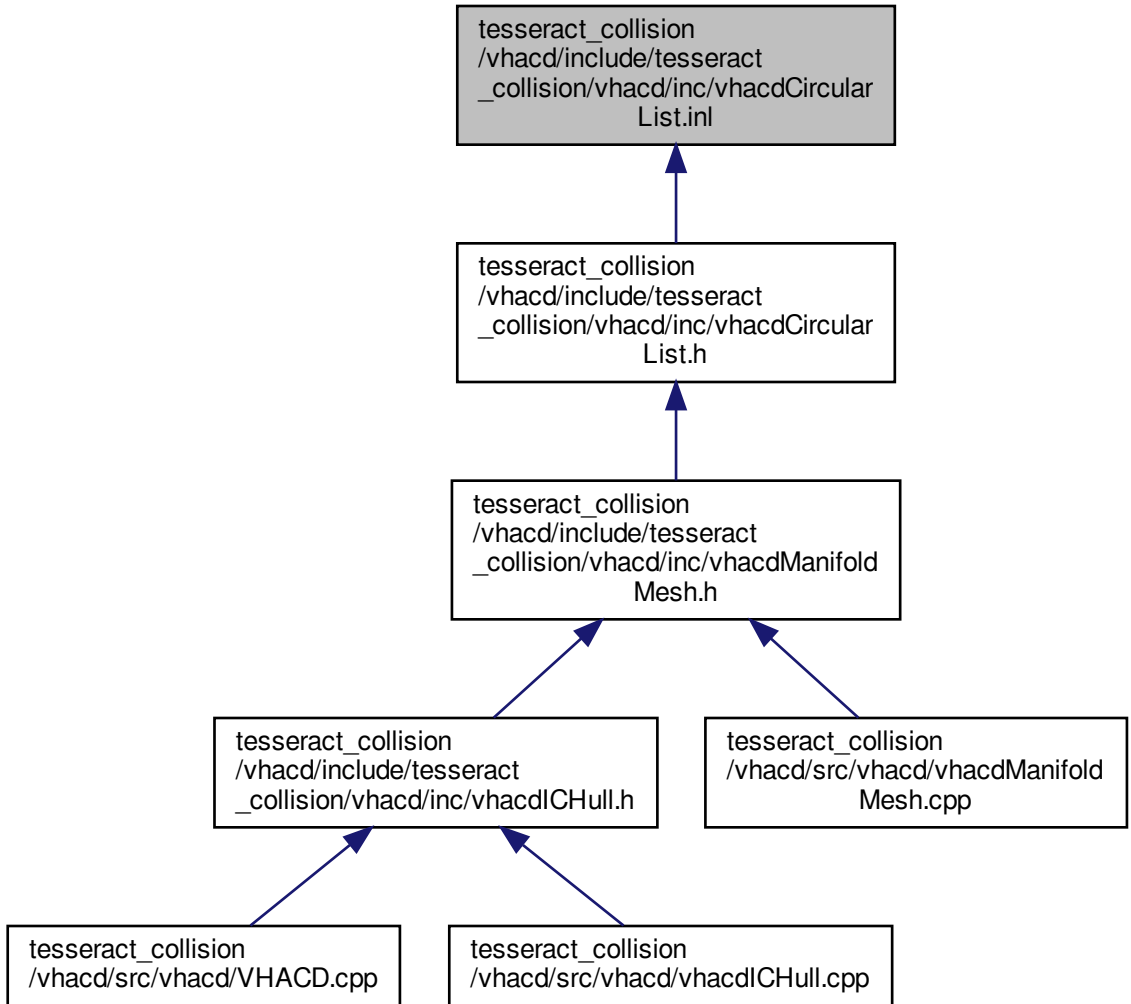 tesseract_collision
/vhacd/include/tesseract
_collision/vhacd/inc/vhacdCircular
List.inl
tesseract_collision
/vhacd/include/tesseract
_collision/vhacd/inc/vhacdCircular
List.h
tesseract_collision
/vhacd/include/tesseract
_collision/vhacd/inc/vhacdManifold
Mesh.h
tesseract_collision
/vhacd/include/tesseract
_collision/vhacd/inc/vhacdICHull.h
tesseract_collision
/vhacd/src/vhacd/vhacdManifold
Mesh.cpp
tesseract_collision
/vhacd/src/vhacd/VHACD.cpp
tesseract_collision
/vhacd/src/vhacd/vhacdICHull.cpp